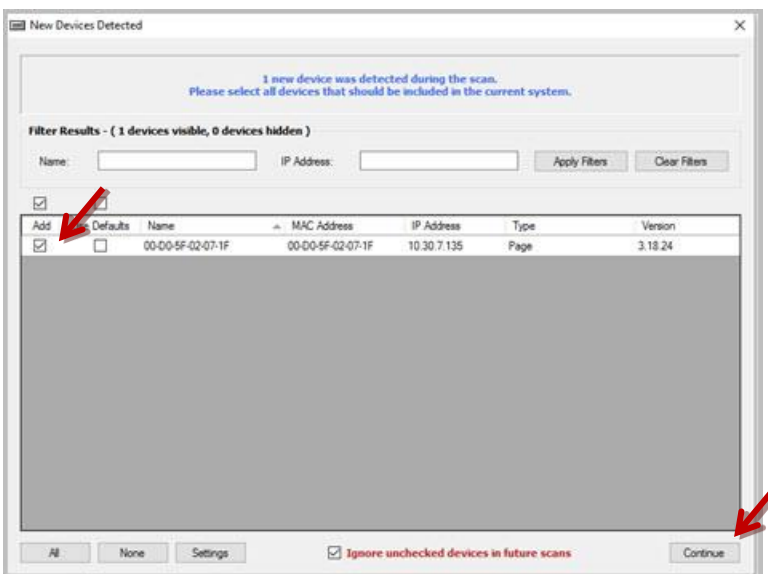 New Devices Detected
1 new device was detected during the scan.
Please select all devices that should be included in the current system.
Filter Results - ( 1 devices visible, 0 devices hidden )
Name: IP Address: Apply Filters Clear Filters
Add Defaults Name MAC Address IP Address Type Version
00-D0-5F-02-07-1F 00-D0-5F-02-07-1F 10.30.7.135 Page 3.18.24
All None Settings Ignore unchecked devices in future scans Continue